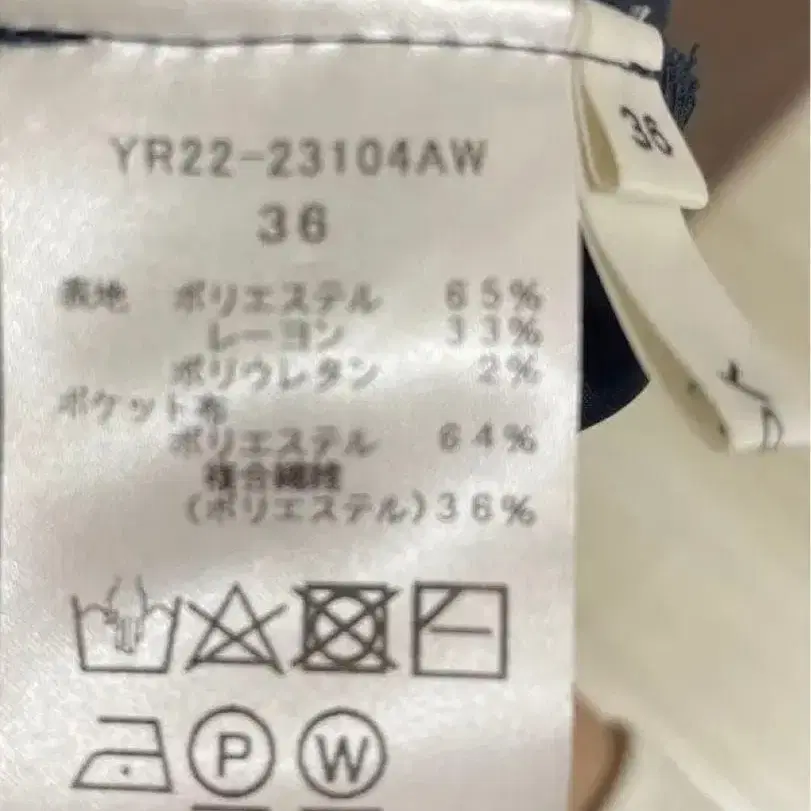 YR22-23104AW
36
表地 ポリエステル 65%
レーヨン 33%
ポリウレタン 2%
ポケット布
ポリエステル 64%
複合繊維
(ポリエステル)36%
P
W
36